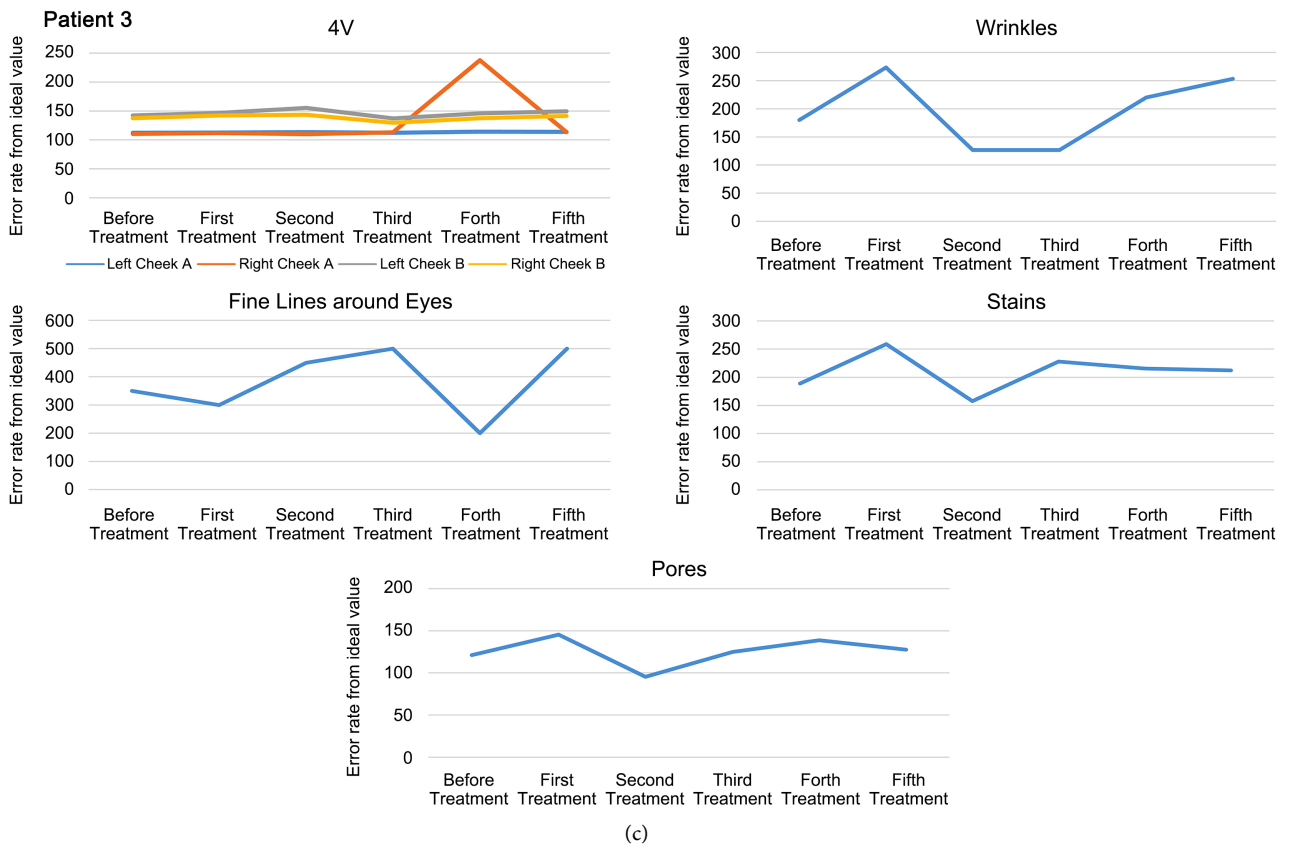 Patient 3
4V
Error rate from ideal value
250
200
150
100
50
0
Before Treatment
First Treatment
Second Treatment
Third Treatment
Forth Treatment
Fifth Treatment
Left Cheek A
Right Cheek A
Left Cheek B
Right Cheek B
Wrinkles
Error rate from ideal value
300
250
200
150
100
50
0
Before Treatment
First Treatment
Second Treatment
Third Treatment
Forth Treatment
Fifth Treatment
Fine Lines around Eyes
Error rate from ideal value
600
500
400
300
200
100
0
Before Treatment
First Treatment
Second Treatment
Third Treatment
Forth Treatment
Fifth Treatment
Stains
Error rate from ideal value
300
250
200
150
100
50
0
Before Treatment
First Treatment
Second Treatment
Third Treatment
Forth Treatment
Fifth Treatment
Pores
Error rate from ideal value
200
150
100
50
0
Before Treatment
First Treatment
Second Treatment
Third Treatment
Forth Treatment
Fifth Treatment
(c)